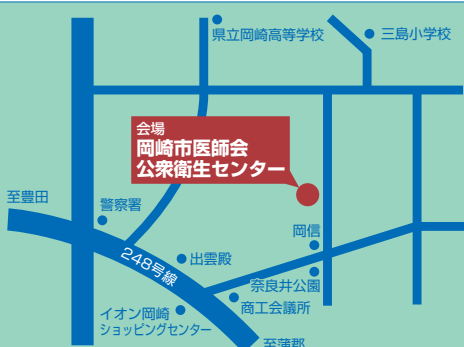 県立岡崎高等学校
三島小学校
会場
岡崎市医師会
公衆衛生センター
至豊田
警察署
岡信
248号線
出雲殿
奈良井公園
商工会議所
イオン岡崎
ショッピングセンター
至蒲郡